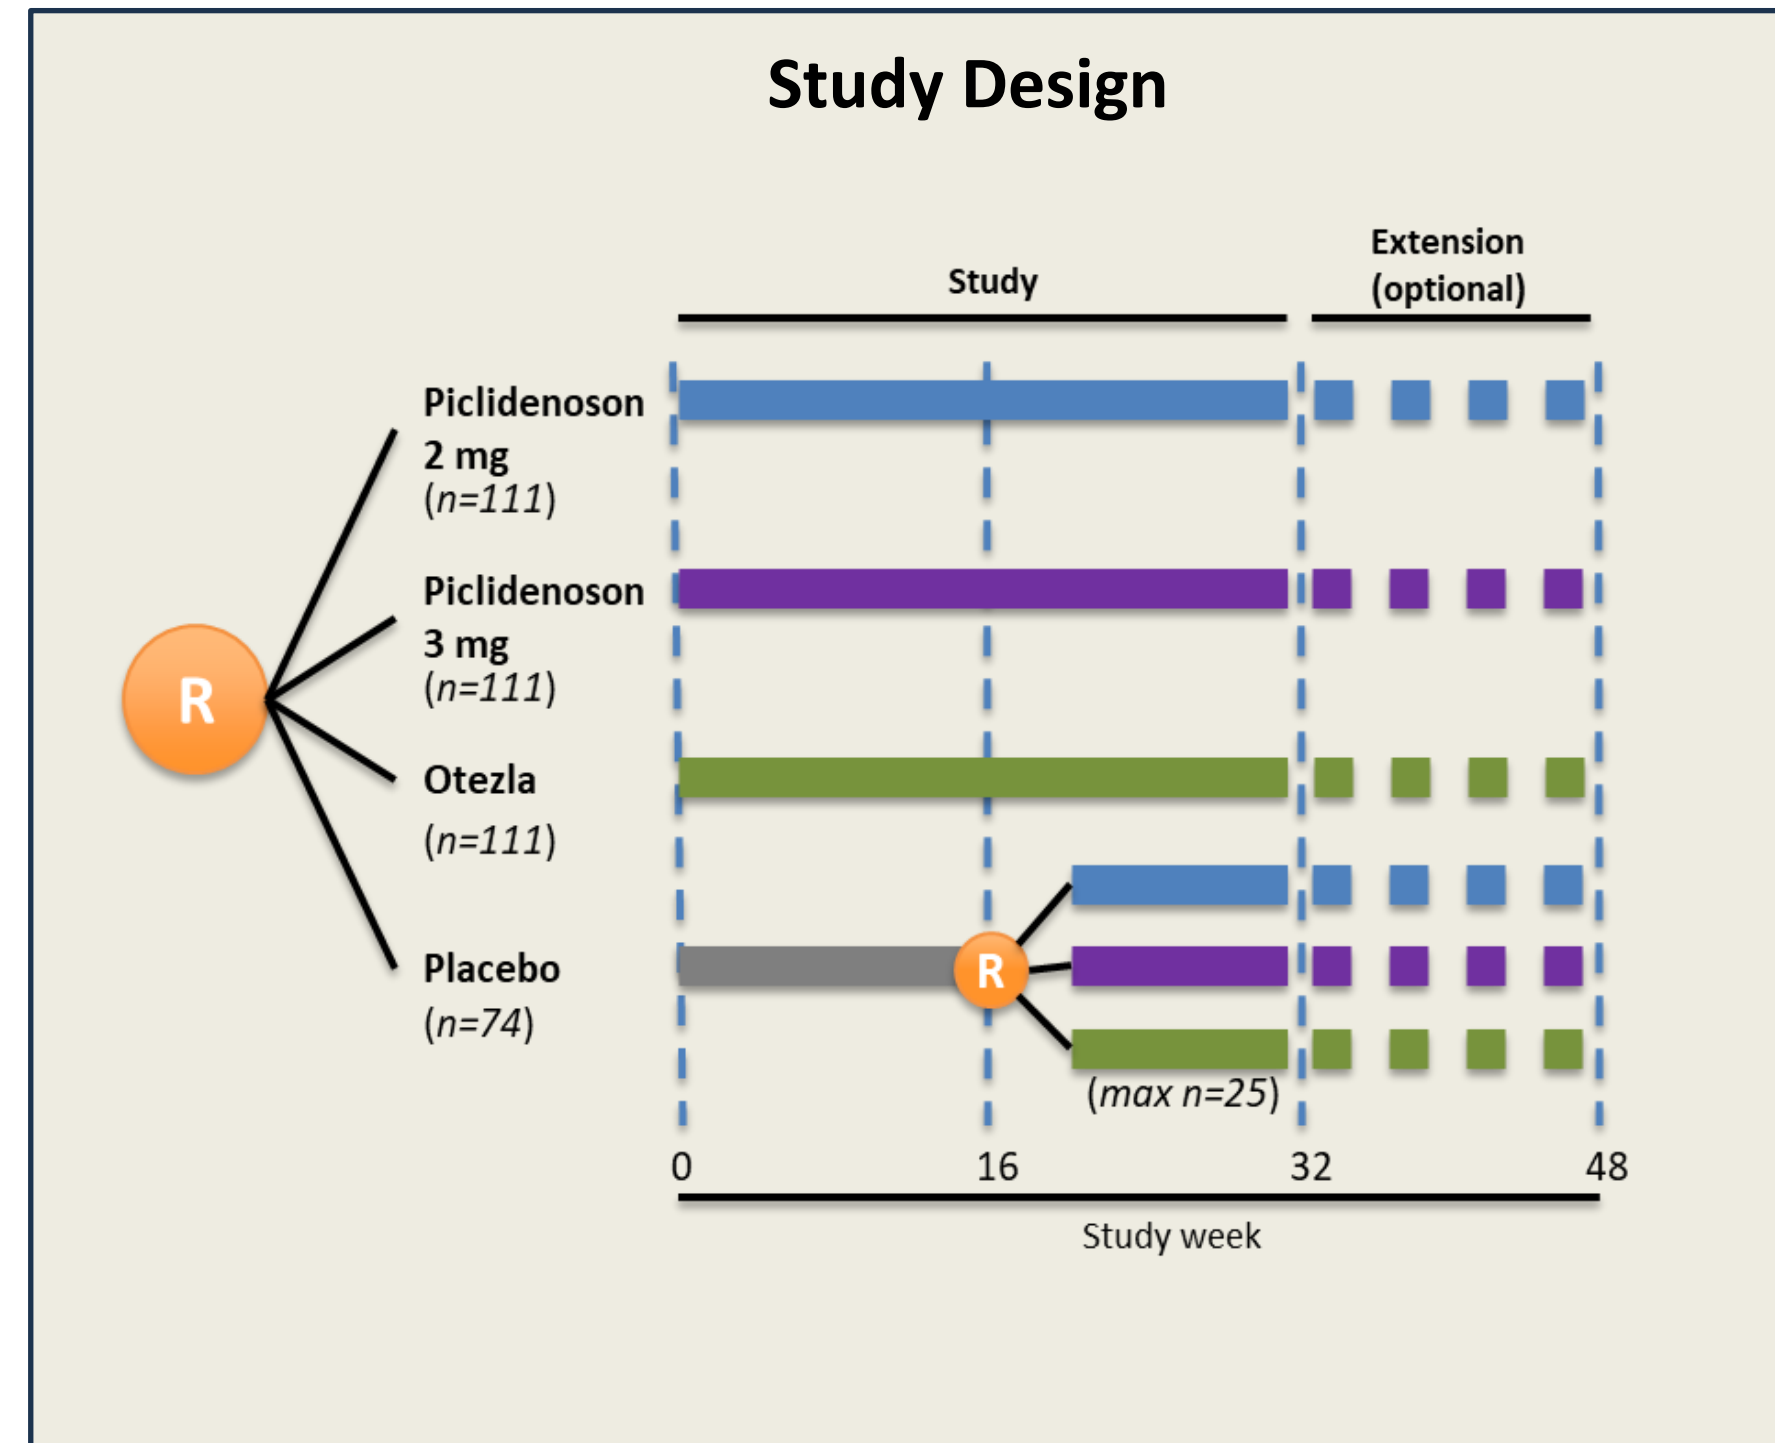 Study Design
Study
Extension
(optional)
Piclidenoson
2 mg
(n=111)
Piclidenoson
3 mg
(n=111)
R
Otezla
(n=111)
Placebo
(n=74)
R
(max n=25)
0 16 32 48
Study week